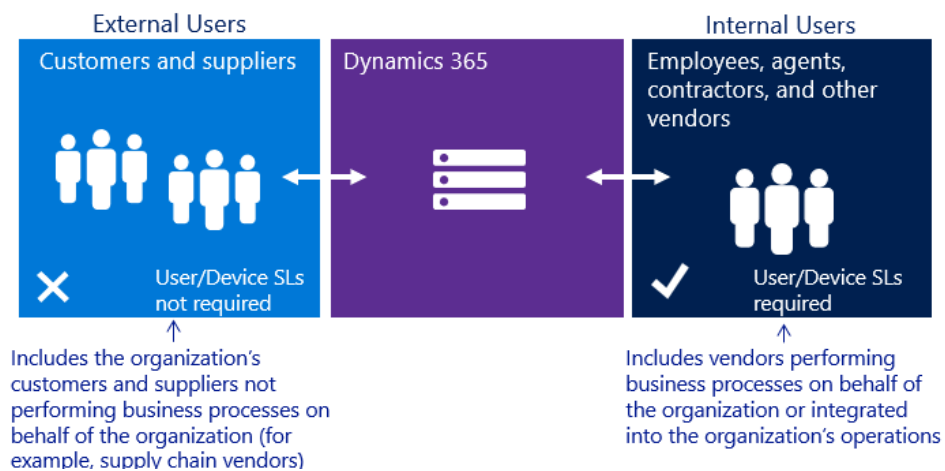 External Users
Customers and suppliers
User/Device SLs
not required
Includes the organization's
customers and suppliers not
performing business processes on
behalf of the organization (for
example, supply chain vendors)
Dynamics 365
Internal Users
Employees, agents,
contractors, and other
vendors
User/Device SLs
required
Includes vendors performing
business processes on behalf of
the organization or integrated
into the organization's operations